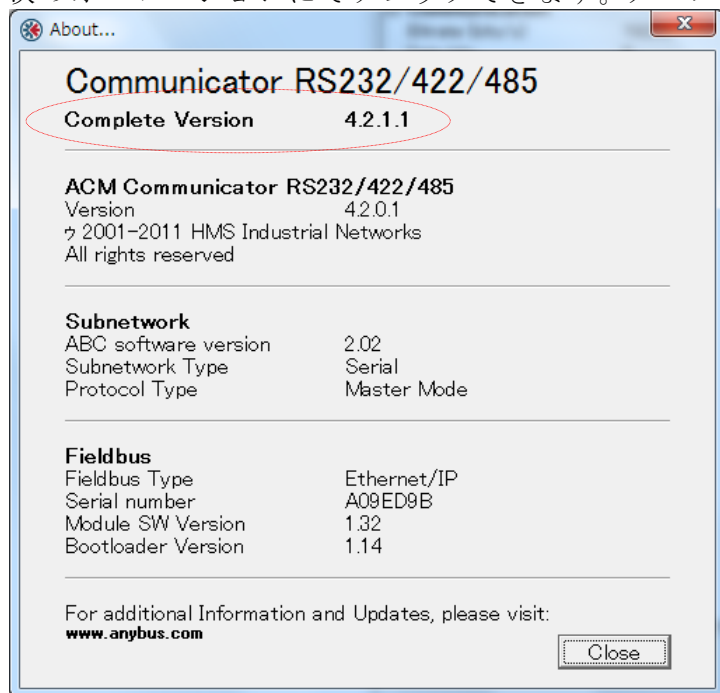 About...
Communicator RS232/422/485
Complete Version 4.2.1.1
ACM Communicator RS232/422/485
Version 4.2.0.1
ｩ 2001-2011 HMS Industrial Networks
All rights reserved
Subnetwork
ABC software version 2.02
Subnetwork Type Serial
Protocol Type Master Mode
Fieldbus
Fieldbus Type Ethernet/IP
Serial number A09ED9B
Module SW Version 1.32
Bootloader Version 1.14
For additional Information and Updates, please visit:
www.anybus.com
Close